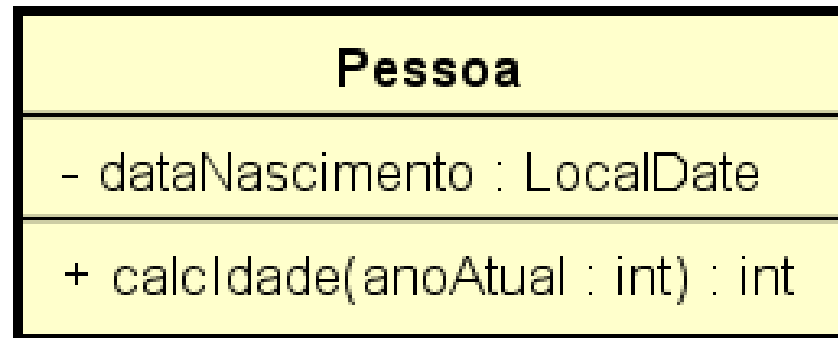 Pessoa
- dataNascimento : LocalDate
+ calcIdade(anoAtual : int) : int